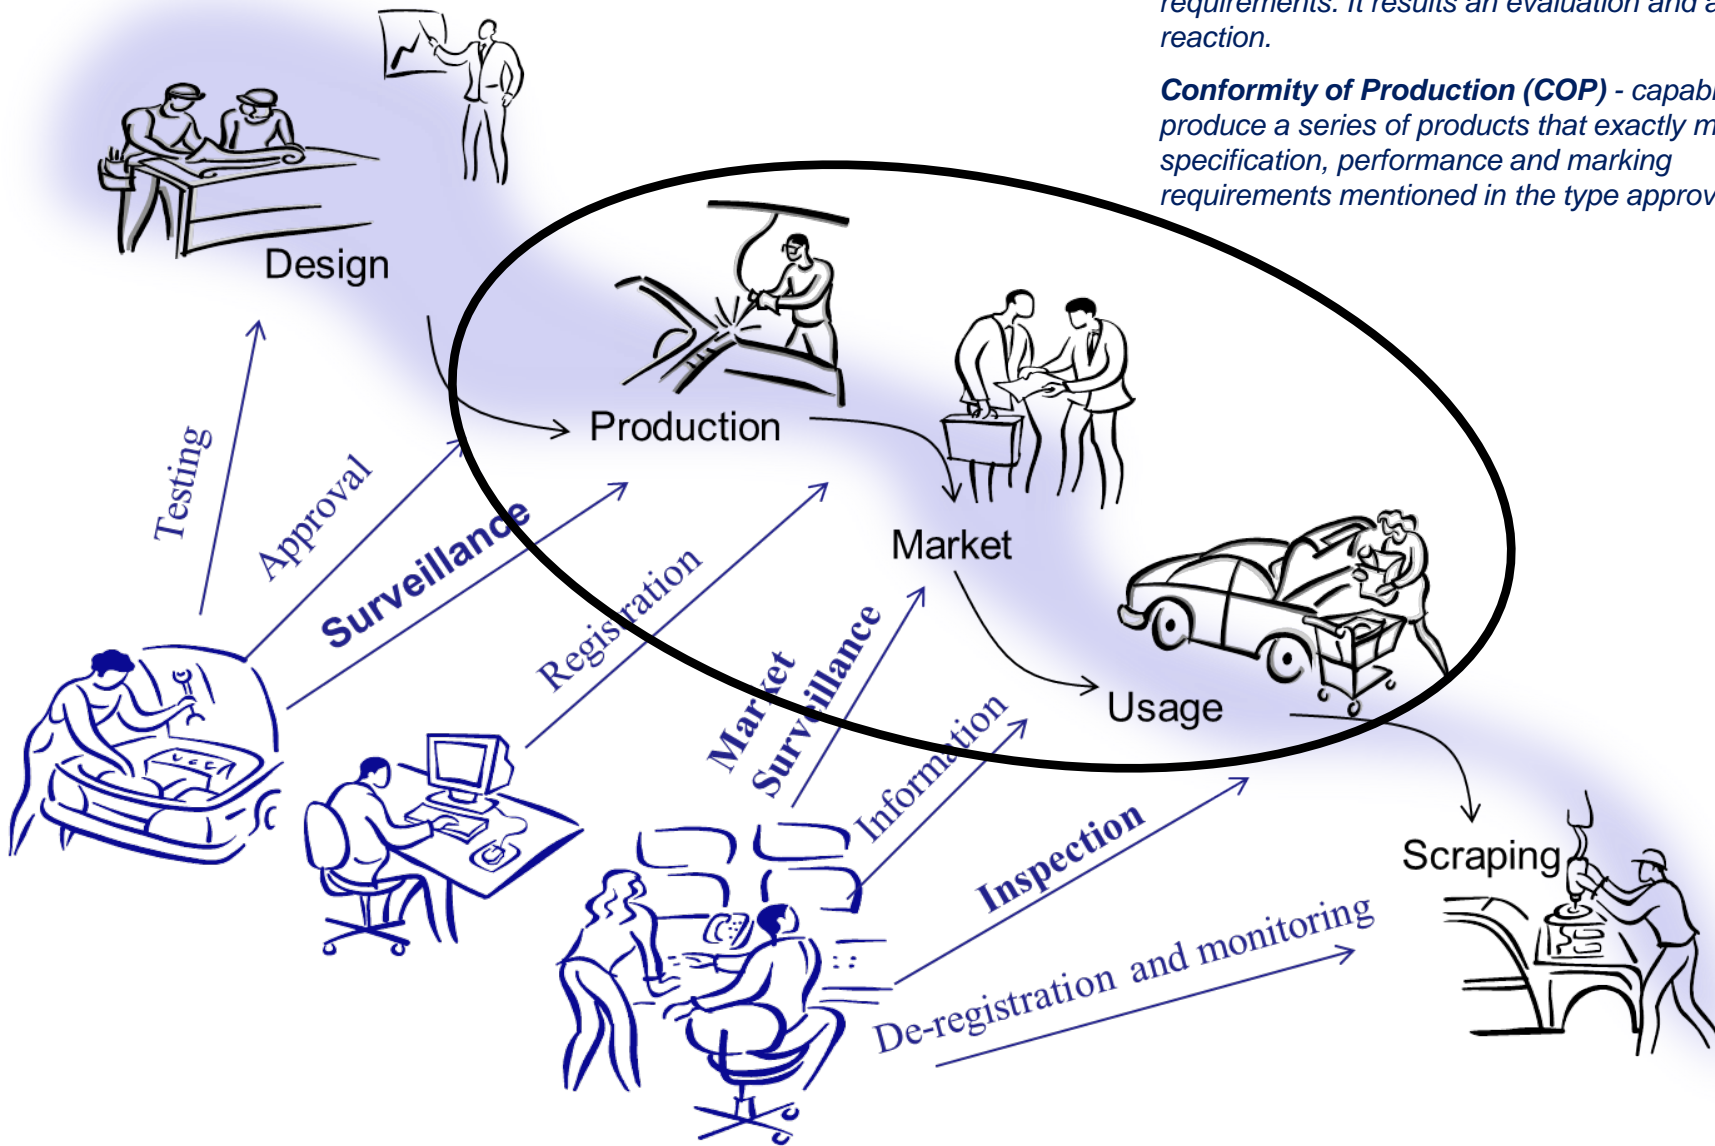 requirements. It results an evaluation and a
reaction.
Conformity of Production (COP) - capabi
produce a series of products that exactly m
specification, performance and marking
requirements mentioned in the type approv
Design
Production
Market
Usage
Scraping
Testing
Approval
Surveillance
Registration
Market
Surveillance
Information
Inspection
De-registration and monitoring